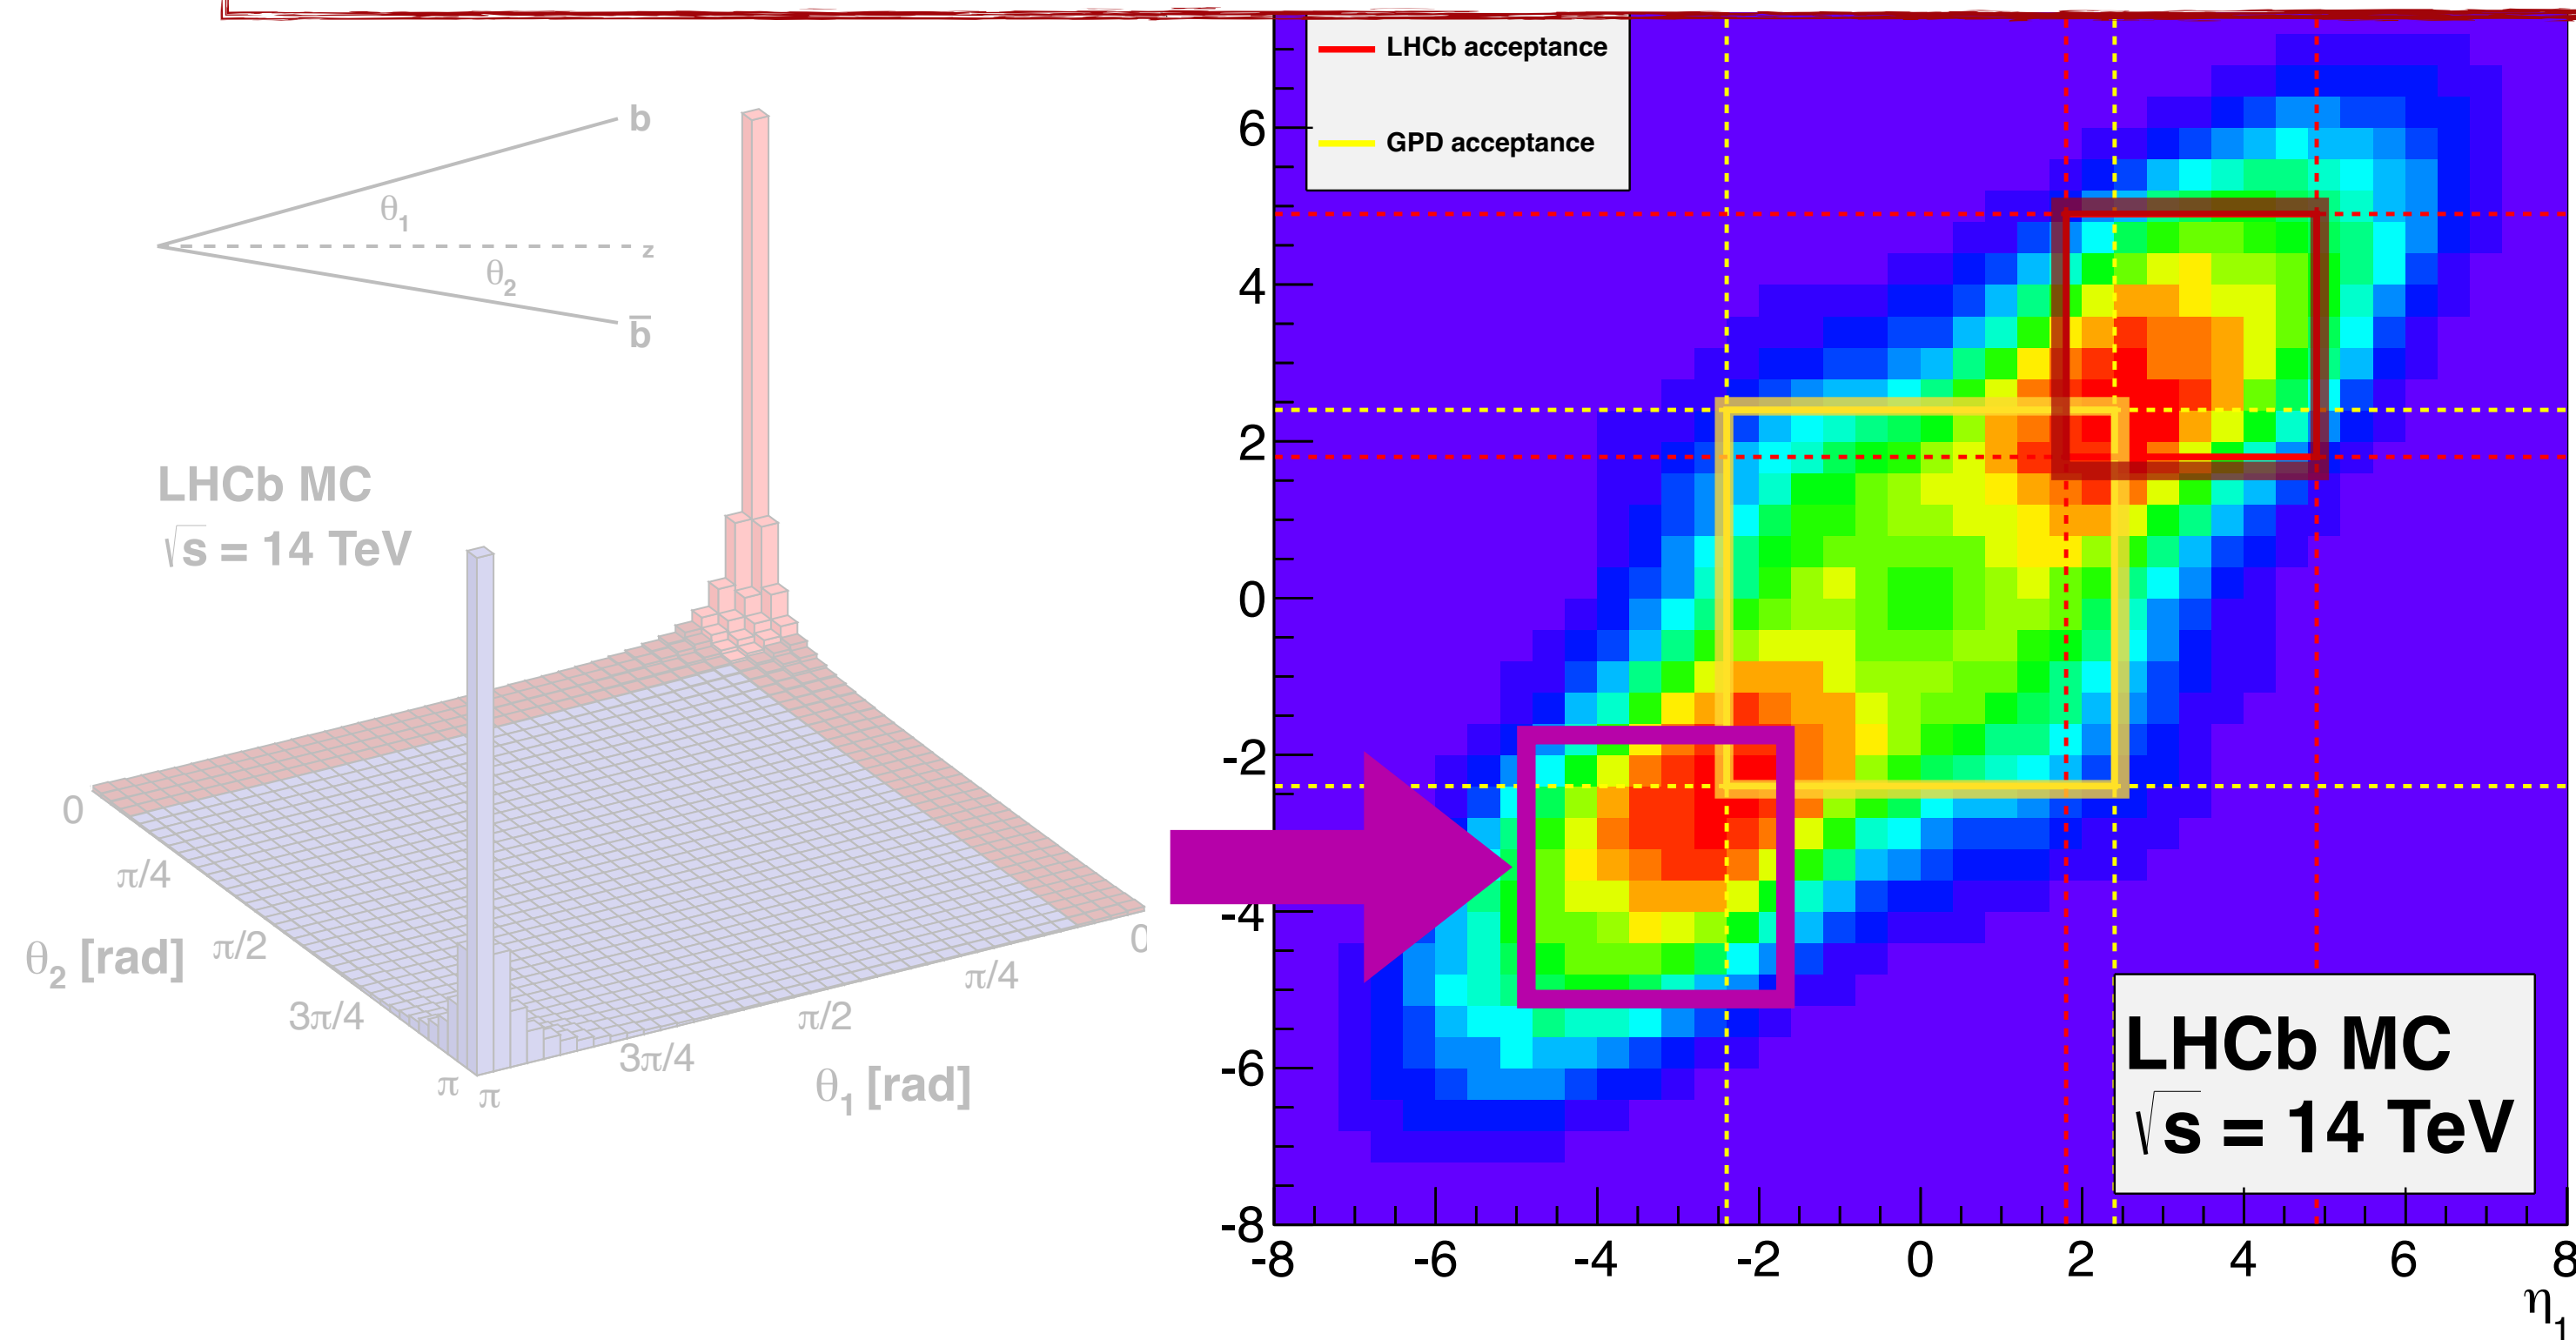 LHCb acceptance
GPD acceptance
b
θ1
z
θ2
b̅
LHCb MC
√s = 14 TeV
0
π/4
π/2
3π/4
π
θ2 [rad]
π
3π/4
π/2
π/4
0
θ1 [rad]
6
4
2
0
-2
-4
-6
-8
-8 -6 -4 -2 0 2 4 6 8
η1
LHCb MC
√s = 14 TeV